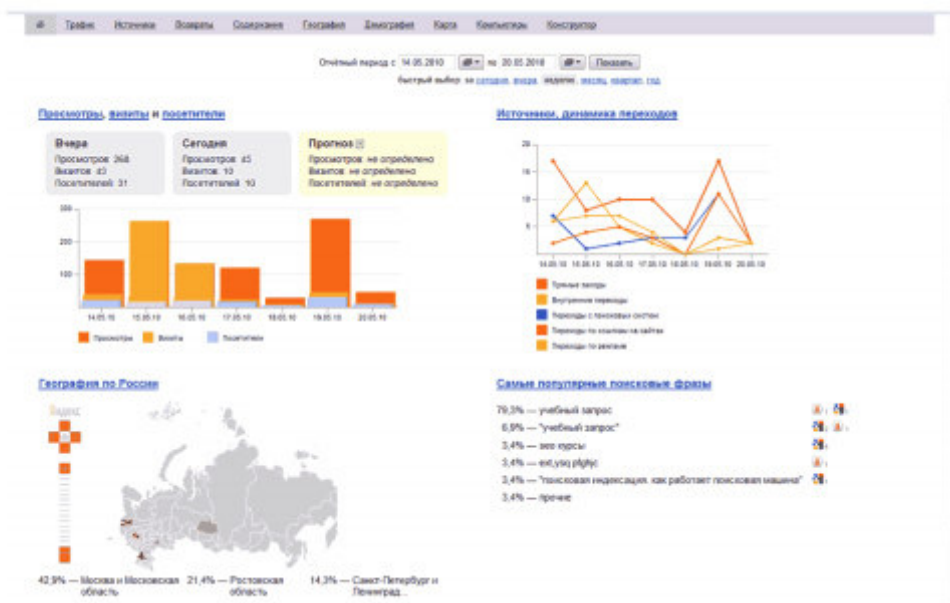 Трафик Источники Возвраты Содержание География Демография Карта Компьютеры Конструктор
Отчётный период с 14.05.2010 по 20.05.2010 Показать
быстрый выбор: за сегодня, вчера, неделю, месяц, квартал, год
Просмотры, визиты и посетители
Вчера
Просмотров: 268
Визитов: 43
Посетителей: 31
Сегодня
Просмотров: 45
Визитов: 10
Посетителей: 10
Прогноз
Просмотров: не определено
Визитов: не определено
Посетителей: не определено
300
200
100
14.05.10 15.05.10 16.05.10 17.05.10 18.05.10 19.05.10 20.05.10
Просмотры Визиты Посетители
Источники, динамика переходов
20
15
10
5
14.05.10 15.05.10 16.05.10 17.05.10 18.05.10 19.05.10 20.05.10
Прямые заходы
Внутренние переходы
Переходы с поисковых систем
Переходы по ссылкам на сайтах
Переходы по рекламе
География по России
Яндекс
42,9% — Москва и Московская область
21,4% — Ростовская область
14,3% — Санкт-Петербург и Ленинград...
Самые популярные поисковые фразы
79,3% — учебный запрос
6,9% — "учебный запрос"
3,4% — seo курсы
3,4% — ext,ysq pfghjc
3,4% — "поисковая индексация. как работает поисковая машина"
3,4% — прочие